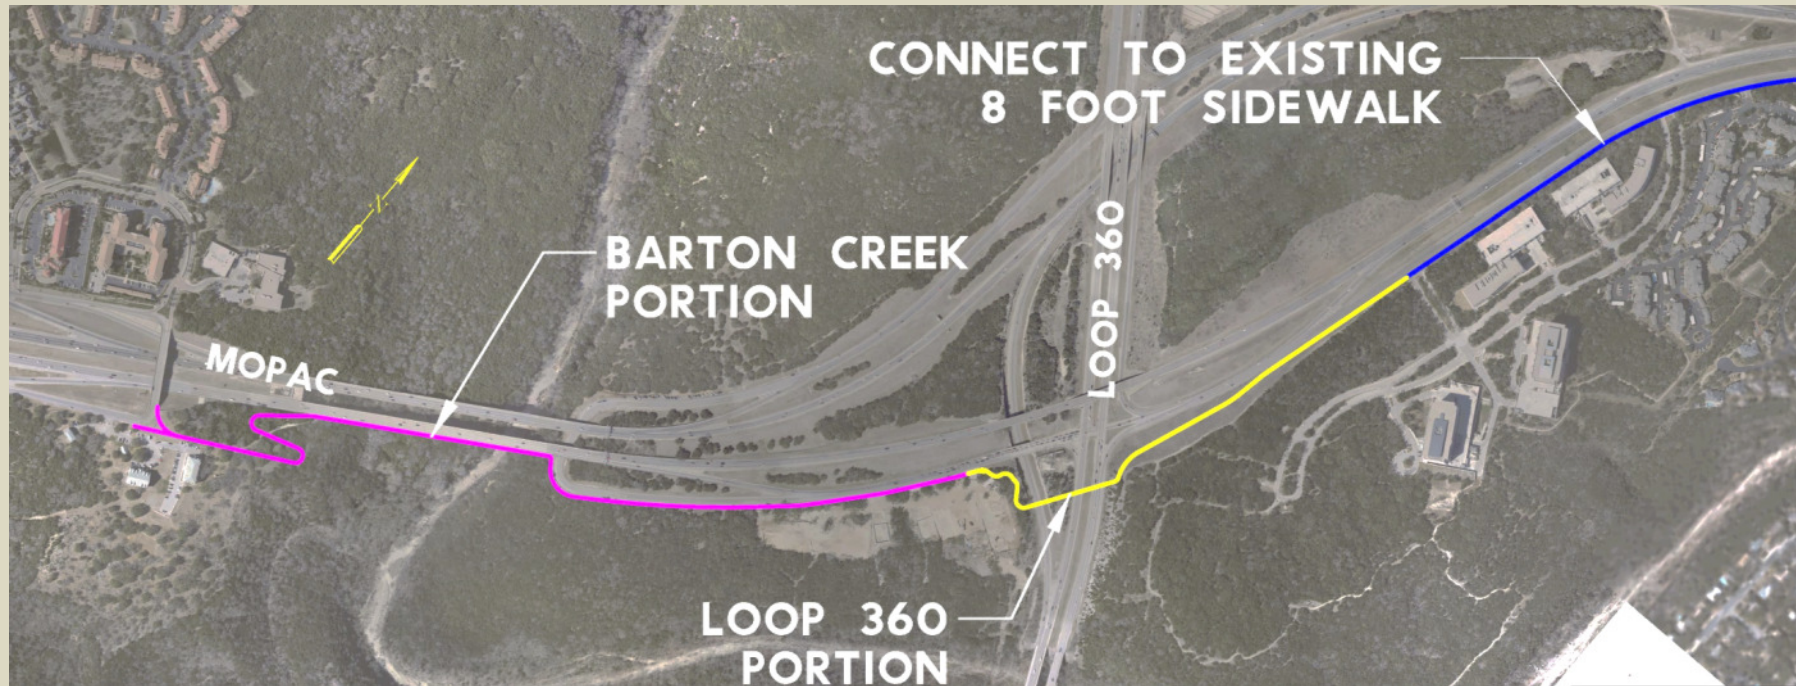 CONNECT TO EXISTING
8 FOOT SIDEWALK
BARTON CREEK
PORTION
LOOP 360
MOPAC
LOOP 360
PORTION